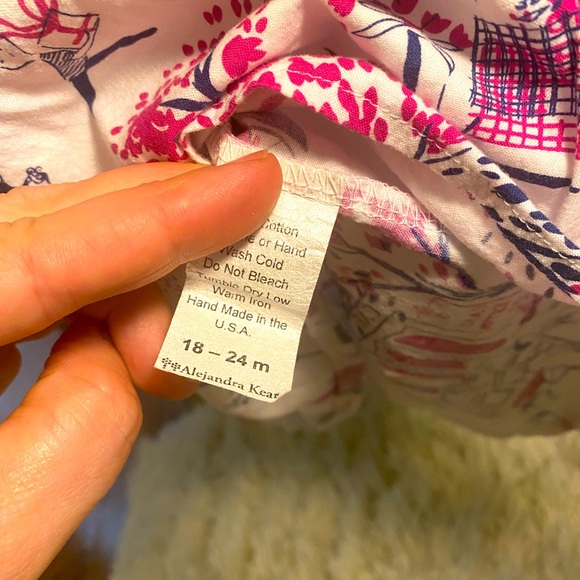 Cotton
or Hand
Wash Cold
Do Not Bleach
Tumble Dry Low
Warm Iron
Hand Made in the
U.S.A.
18 – 24 m
Alejandra Kear